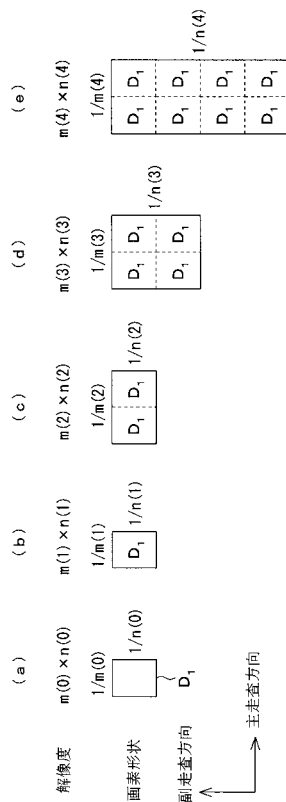 (a) (b) (c) (d) (e)
解像度 m(0)×n(0) m(1)×n(1) m(2)×n(2) m(3)×n(3) m(4)×n(4)
1/m(0) 1/m(1) 1/m(2) 1/m(3) 1/m(4)
画素形状 1/n(0) D₁ 1/n(1) D₁ D₁ 1/n(2) D₁ D₁ 1/n(3) D₁ D₁ 1/n(4)
D₁ D₁ D₁ D₁ D₁
D₁ D₁
D₁ D₁
副走査方向
主走査方向